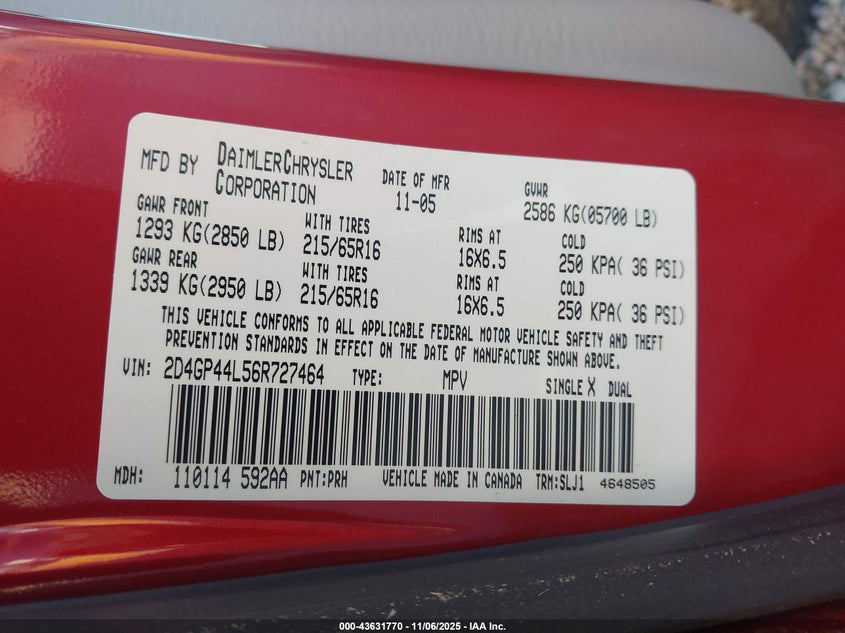 MFD BY DAIMLERCHRYSLER CORPORATION DATE OF MFR 11-05 GVWR 2586 KG(05700 LB)
GAWR FRONT WITH TIRES RIMS AT COLD
1293 KG(2850 LB) 215/65R16 16X6.5 250 KPA( 36 PSI)
GAWR REAR WITH TIRES RIMS AT COLD
1339 KG(2950 LB) 215/65R16 16X6.5 250 KPA( 36 PSI)
THIS VEHICLE CONFORMS TO ALL APPLICABLE FEDERAL MOTOR VEHICLE SAFETY AND THEFT
PREVENTION STANDARDS IN EFFECT ON THE DATE OF MANUFACTURE SHOWN ABOVE.
VIN: 2D4GP44L56R727464 TYPE: MPV SINGLE X DUAL
MDH: 110114 592AA PNT:PRH VEHICLE MADE IN CANADA TRM:SLJ1 4648505
000-43631770 - 11/06/2025 - IAA Inc.